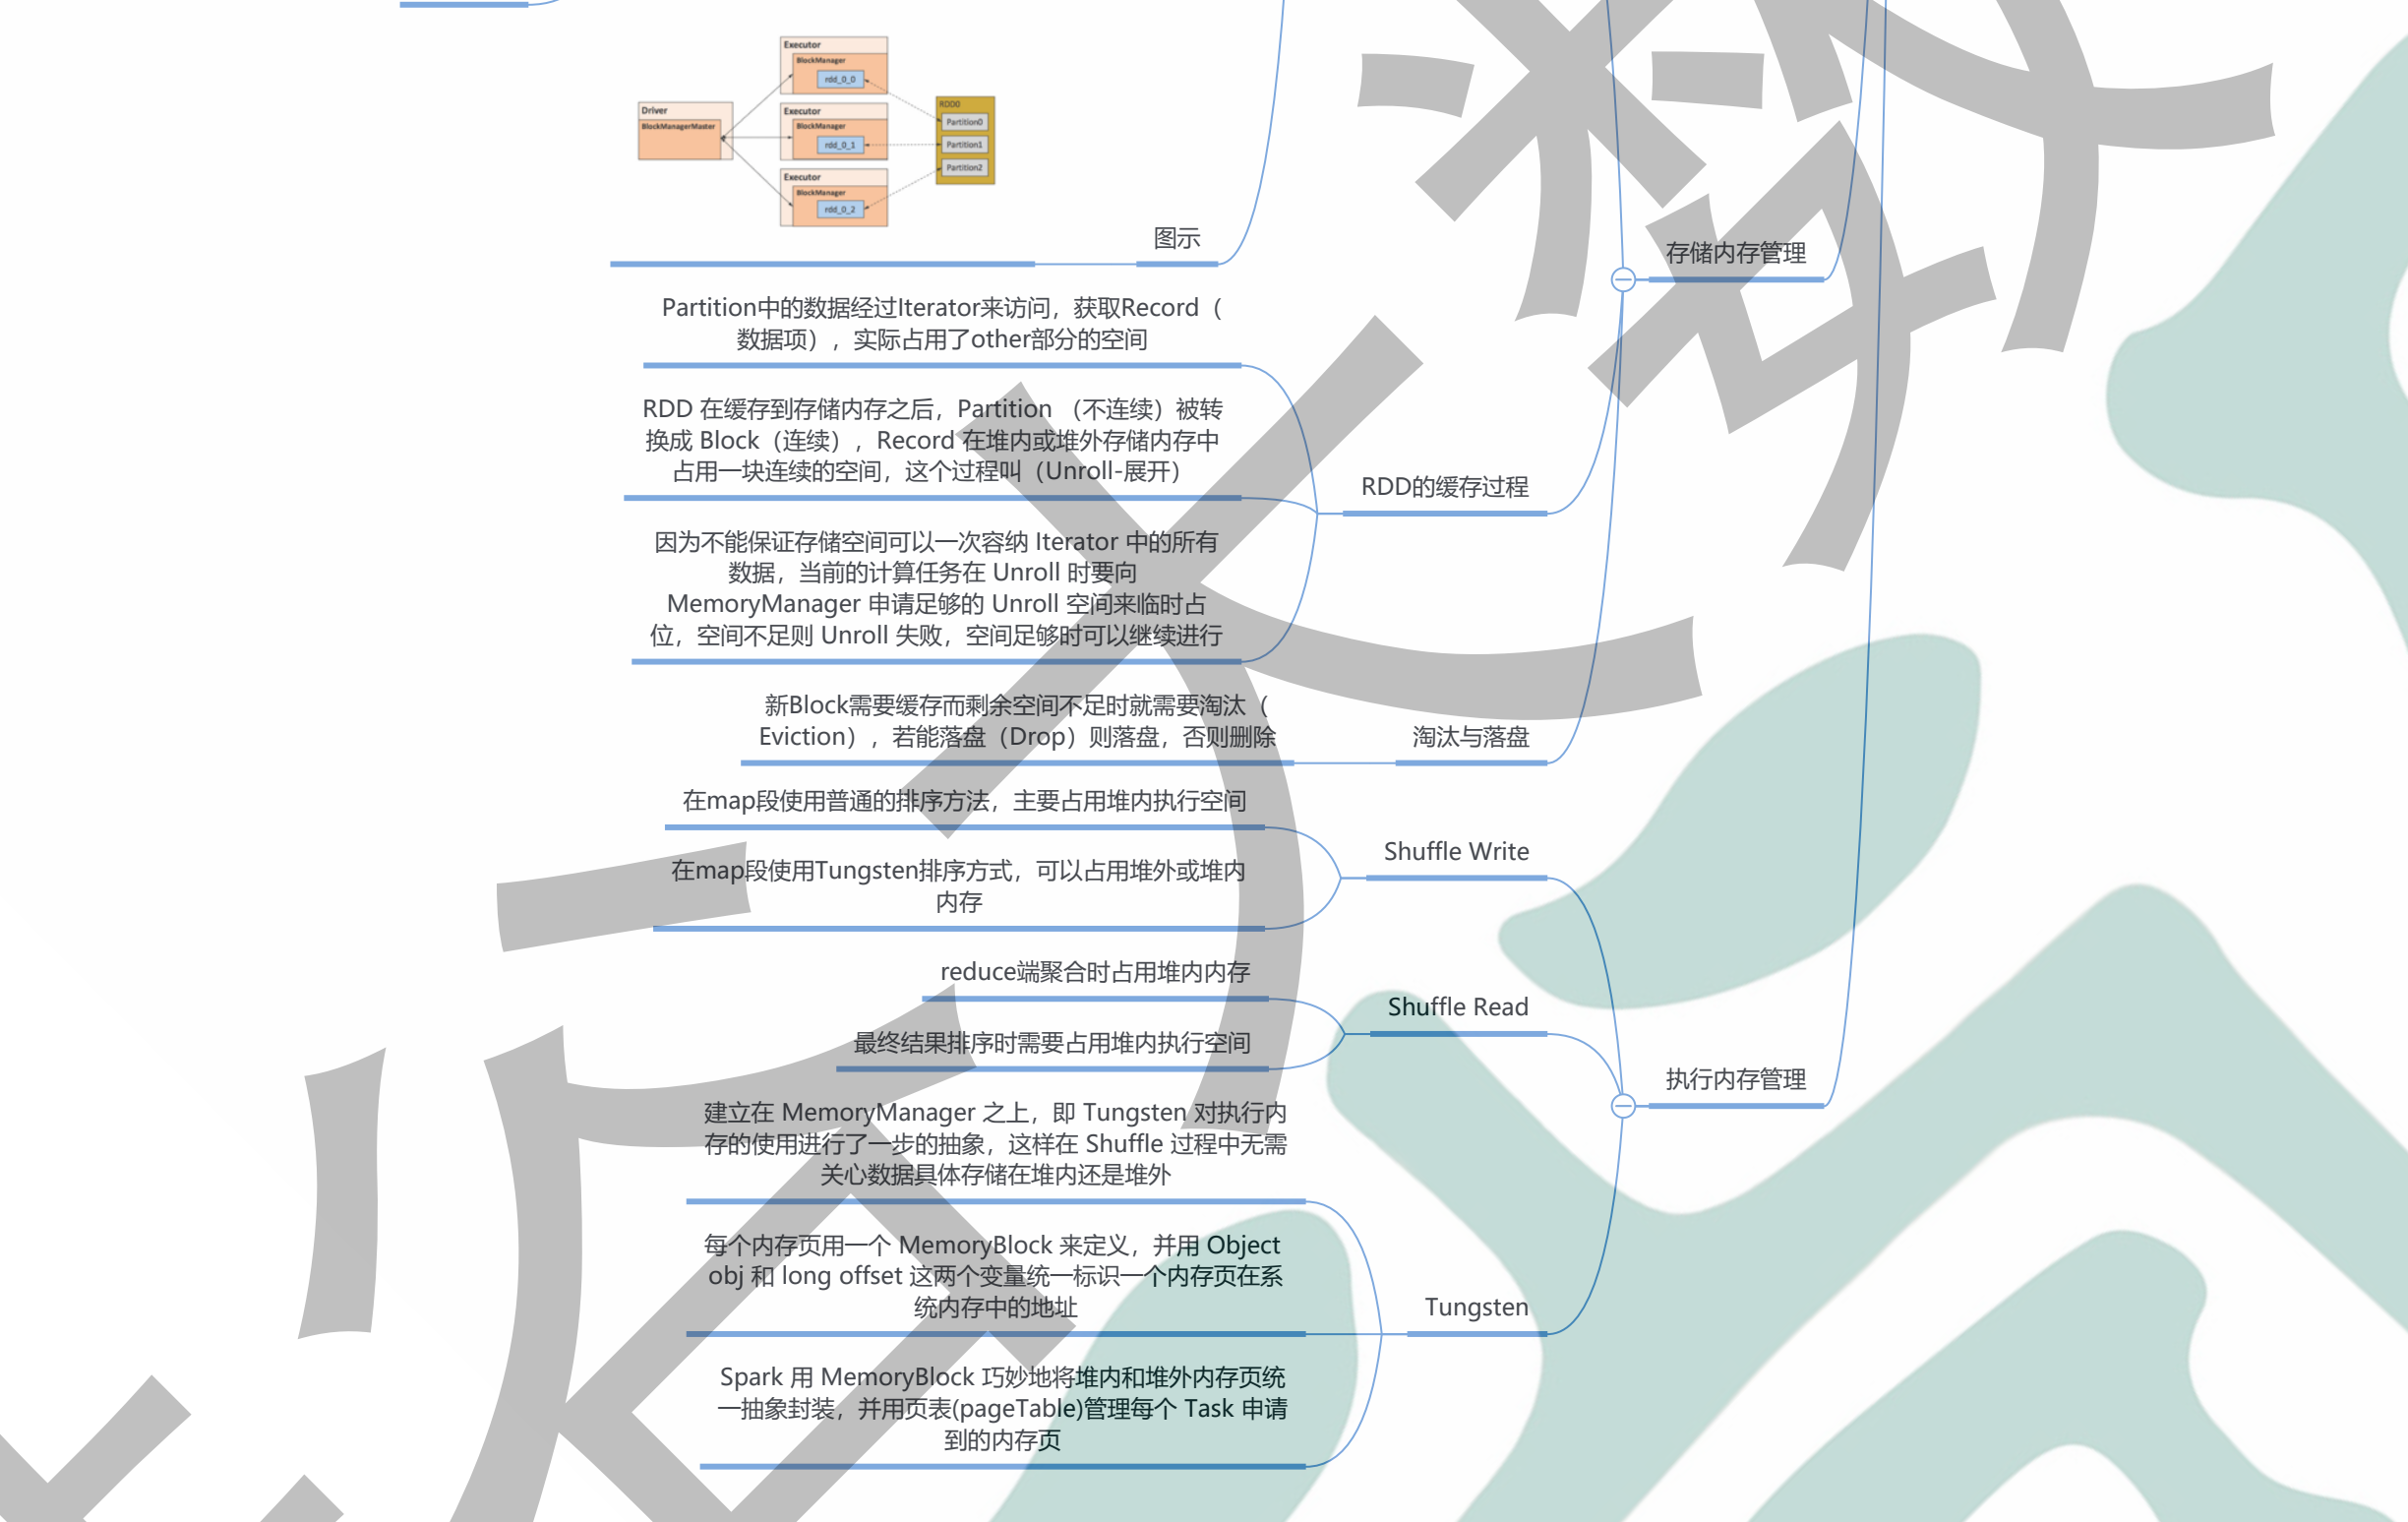 Executor
BlockManager
rdd_0_0
Driver
BlockManagerMaster
Executor
BlockManager
rdd_0_1
Executor
BlockManager
rdd_0_2
RDD0
Partition0
Partition1
Partition2
图示
存储内存管理
Partition中的数据经过Iterator来访问，获取Record（
数据项），实际占用了other部分的空间
RDD 在缓存到存储内存之后，Partition （不连续）被转
换成 Block（连续），Record 在堆内或堆外存储内存中
占用一块连续的空间，这个过程叫（Unroll-展开）
RDD的缓存过程
因为不能保证存储空间可以一次容纳 Iterator 中的所有
数据，当前的计算任务在 Unroll 时要向
MemoryManager 申请足够的 Unroll 空间来临时占
位，空间不足则 Unroll 失败，空间足够时可以继续进行
新Block需要缓存而剩余空间不足时就需要淘汰（
Eviction），若能落盘（Drop）则落盘，否则删除
淘汰与落盘
在map段使用普通的排序方法，主要占用堆内执行空间
Shuffle Write
在map段使用Tungsten排序方式，可以占用堆外或堆内
内存
reduce端聚合时占用堆内内存
Shuffle Read
最终结果排序时需要占用堆内执行空间
执行内存管理
建立在 MemoryManager 之上，即 Tungsten 对执行内
存的使用进行了一步的抽象，这样在 Shuffle 过程中无需
关心数据具体存储在堆内还是堆外
每个内存页用一个 MemoryBlock 来定义，并用 Object
obj 和 long offset 这两个变量统一标识一个内存页在系
统内存中的地址
Tungsten
Spark 用 MemoryBlock 巧妙地将堆内和堆外内存页统
一抽象封装，并用页表(pageTable)管理每个 Task 申请
到的内存页